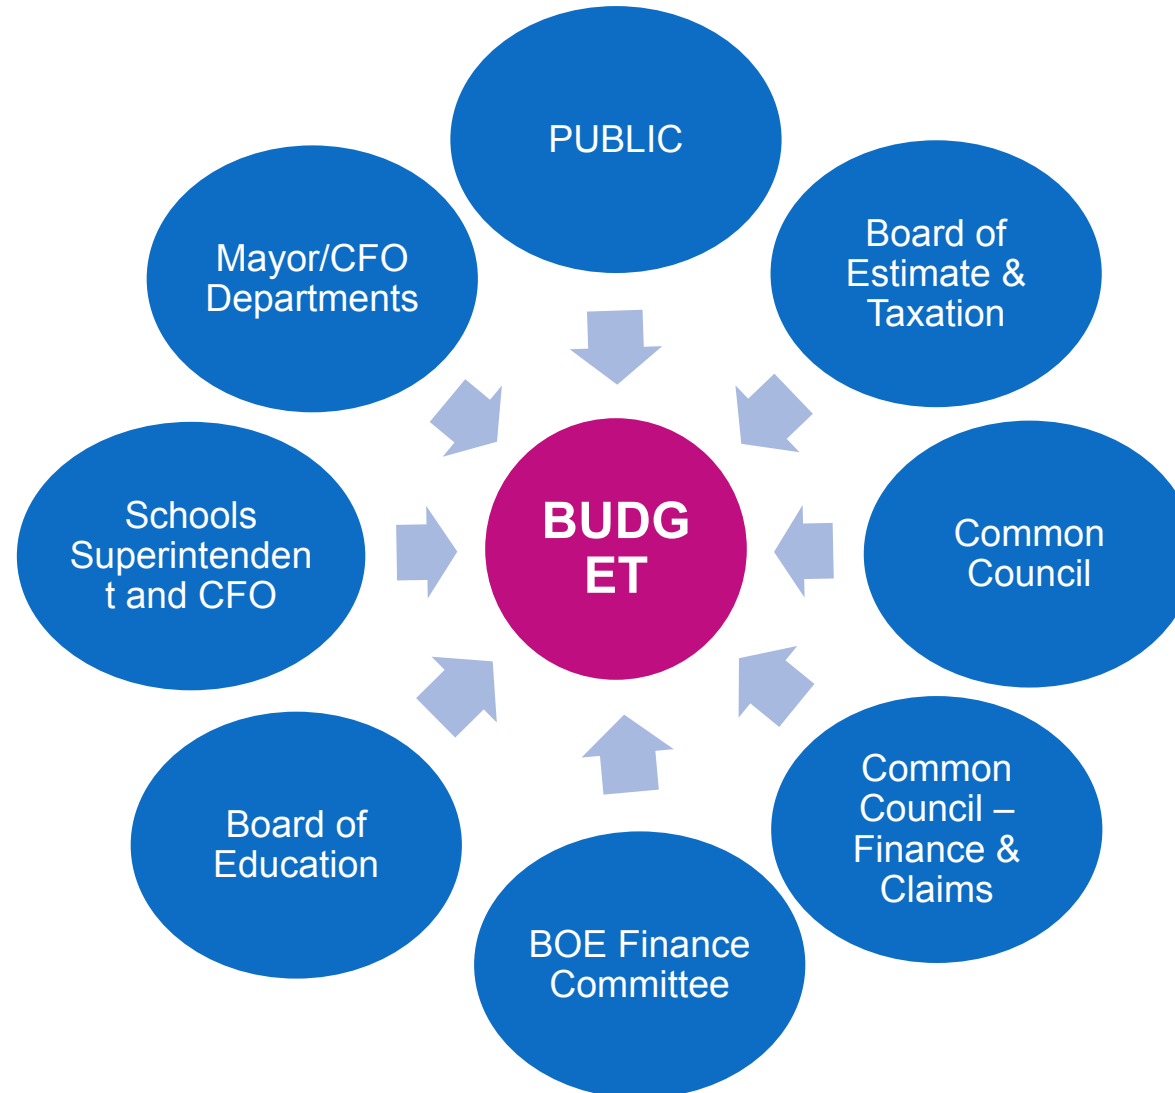 PUBLIC
Mayor/CFO
Departments
Board of
Estimate &
Taxation
Schools
Superintenden
t and CFO
BUDG
ET
Common
Council
Board of
Education
Common
Council –
Finance &
Claims
BOE Finance
Committee